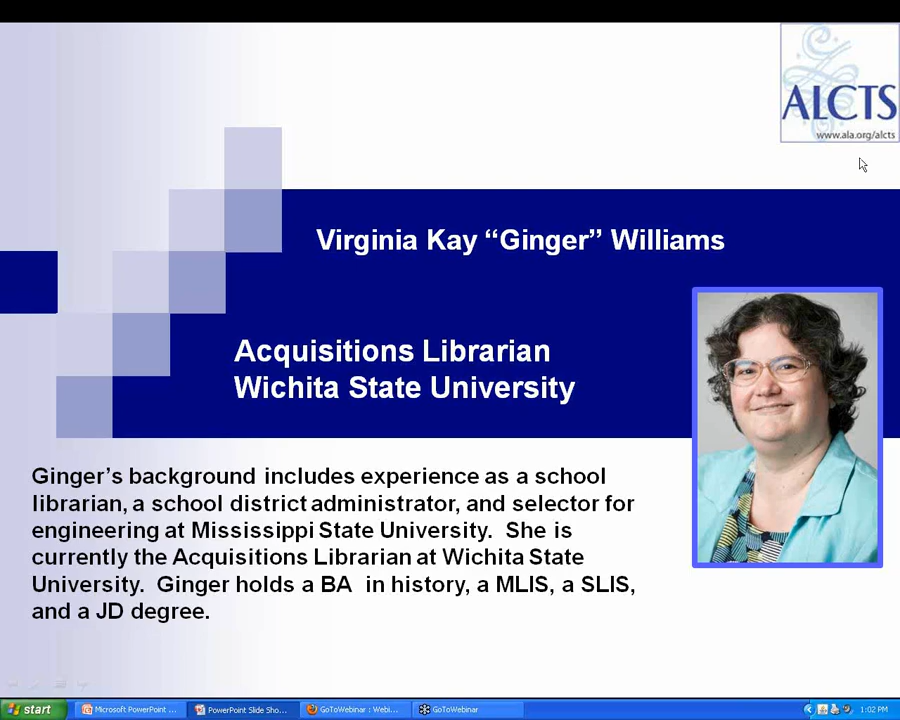 ALCTS
www.ala.org/alcts
Virginia Kay “Ginger” Williams
Acquisitions Librarian
Wichita State University
Ginger’s background includes experience as a school
librarian, a school district administrator, and selector for
engineering at Mississippi State University.  She is
currently the Acquisitions Librarian at Wichita State
University.  Ginger holds a BA  in history, a MLIS, a SLIS,
and a JD degree.
start
Microsoft PowerPoint ...
PowerPoint Slide Sho...
GoToWebinar : Webi...
GoToWebinar
1:02 PM